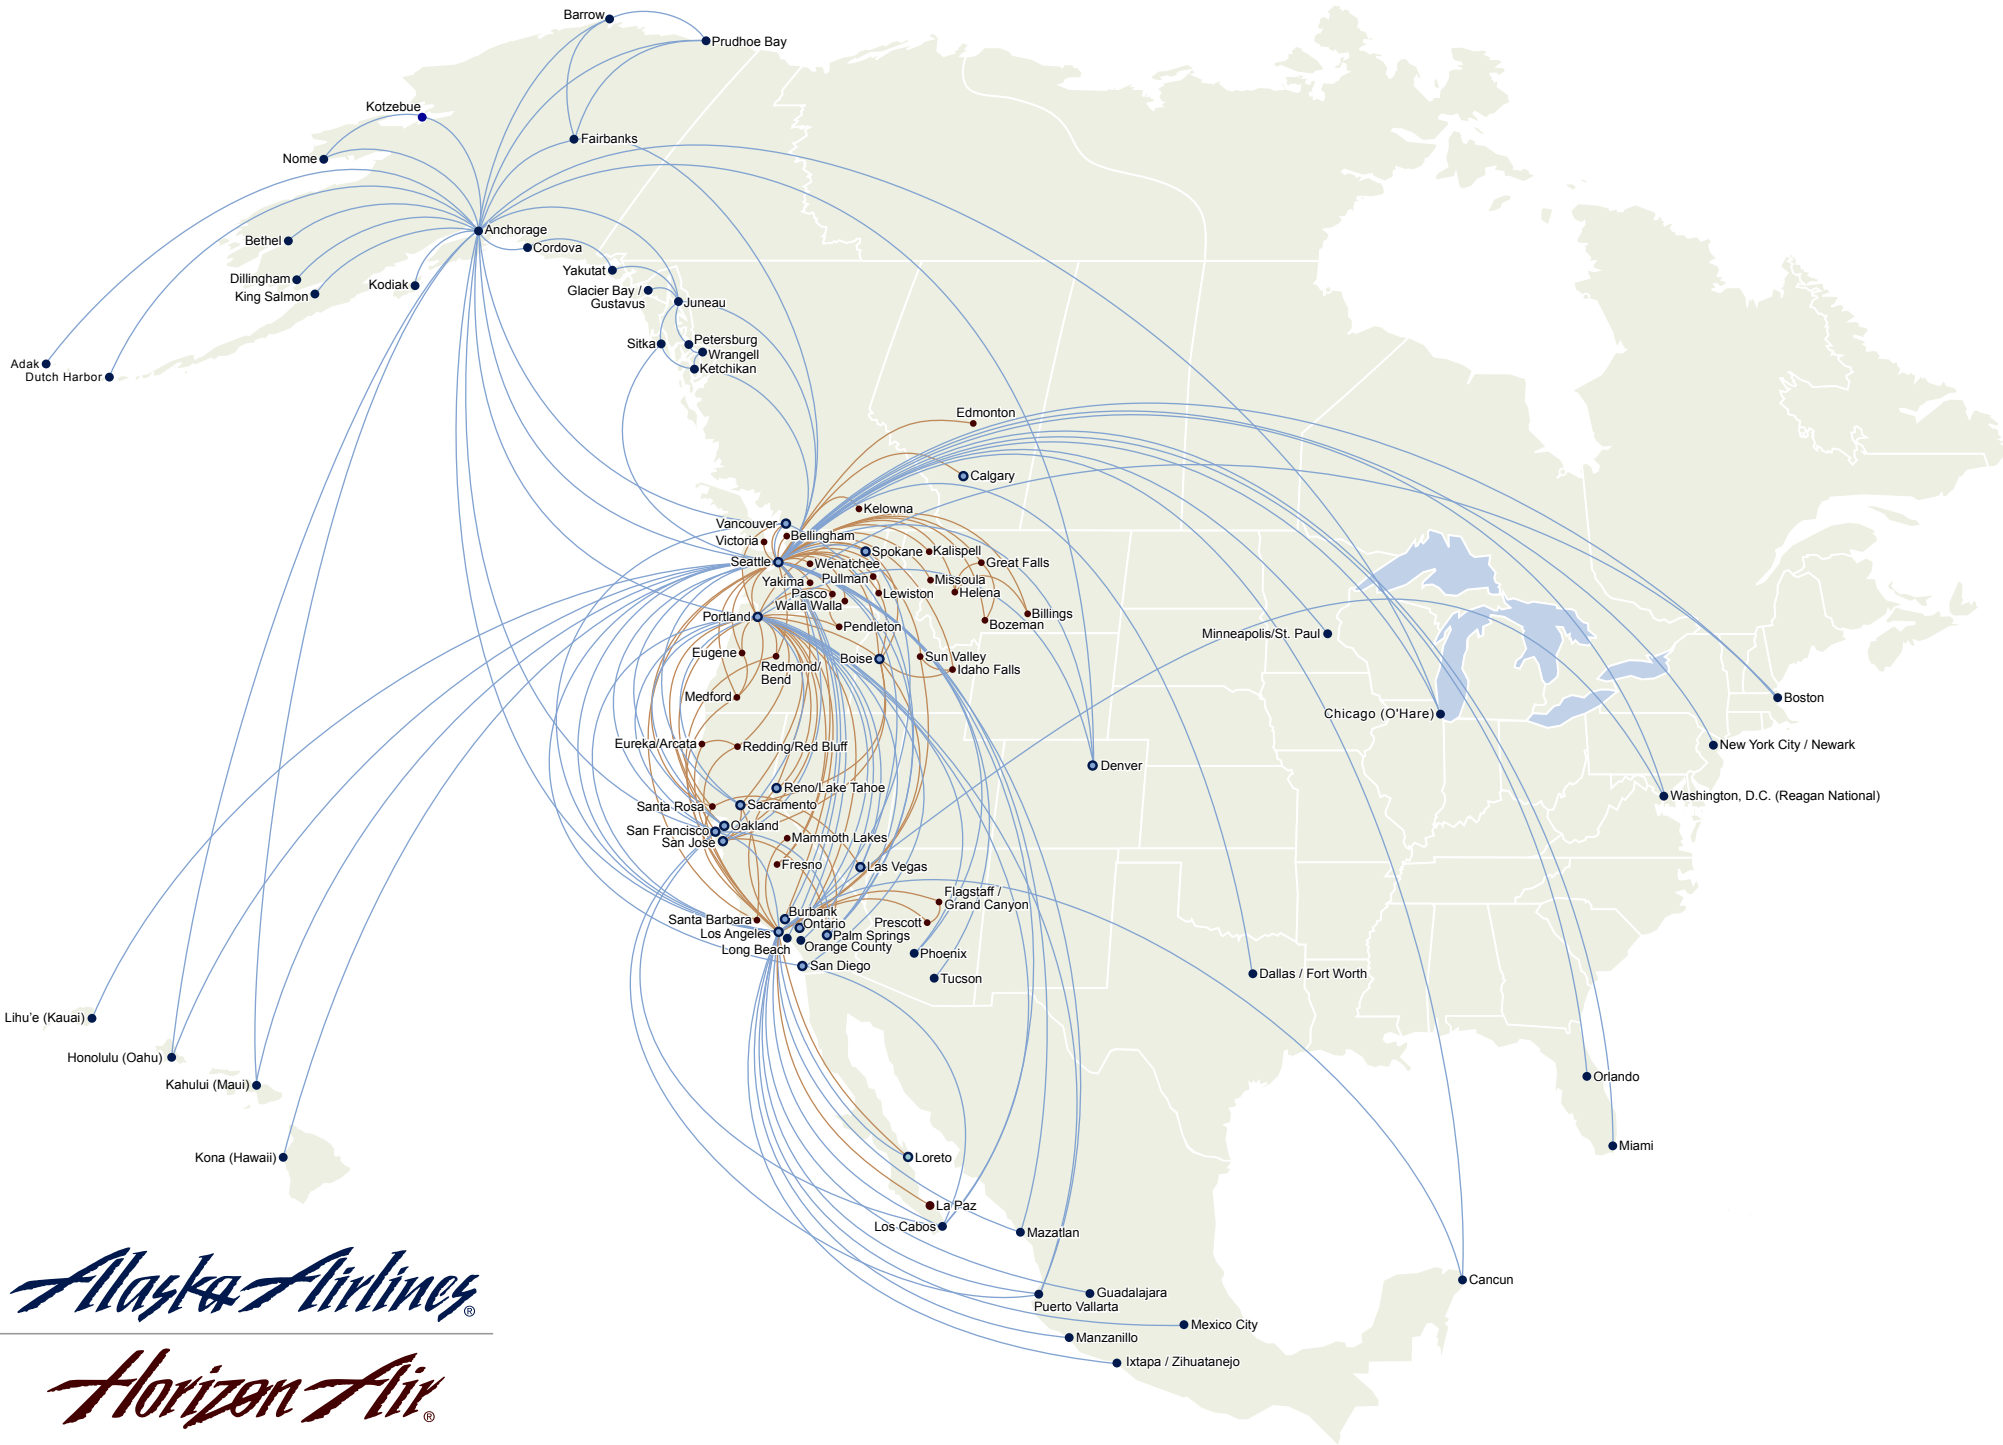 Barrow
Prudhoe Bay
Kotzebue
Fairbanks
Nome
Anchorage
Bethel
Cordova
Yakutat
Dillingham
King Salmon
Kodiak
Glacier Bay /
Gustavus
Juneau
Sitka
Petersburg
Wrangell
Ketchikan
Adak
Dutch Harbor
Edmonton
Calgary
Kelowna
Vancouver
Victoria
Bellingham
Seattle
Spokane
Kalispell
Wenatchee
Great Falls
Yakima
Pullman
Missoula
Pasco
Lewiston
Helena
Walla Walla
Portland
Pendleton
Billings
Bozeman
Minneapolis/St. Paul
Eugene
Redmond/
Bend
Boise
Sun Valley
Idaho Falls
Medford
Boston
Chicago (O'Hare)
Eureka/Arcata
Redding/Red Bluff
New York City / Newark
Denver
Reno/Lake Tahoe
Washington, D.C. (Reagan National)
Santa Rosa
Sacramento
Oakland
San Francisco
San Jose
Mammoth Lakes
Fresno
Las Vegas
Flagstaff /
Grand Canyon
Santa Barbara
Burbank
Ontario
Prescott
Los Angeles
Palm Springs
Long Beach
Orange County
Phoenix
San Diego
Tucson
Dallas / Fort Worth
Lihu'e (Kauai)
Honolulu (Oahu)
Kahului (Maui)
Orlando
Kona (Hawaii)
Loreto
Miami
La Paz
Los Cabos
Mazatlan
Cancun
Guadalajara
Puerto Vallarta
Mexico City
Manzanillo
Ixtapa / Zihuatanejo
Alaska Airlines®
Horizon Air®